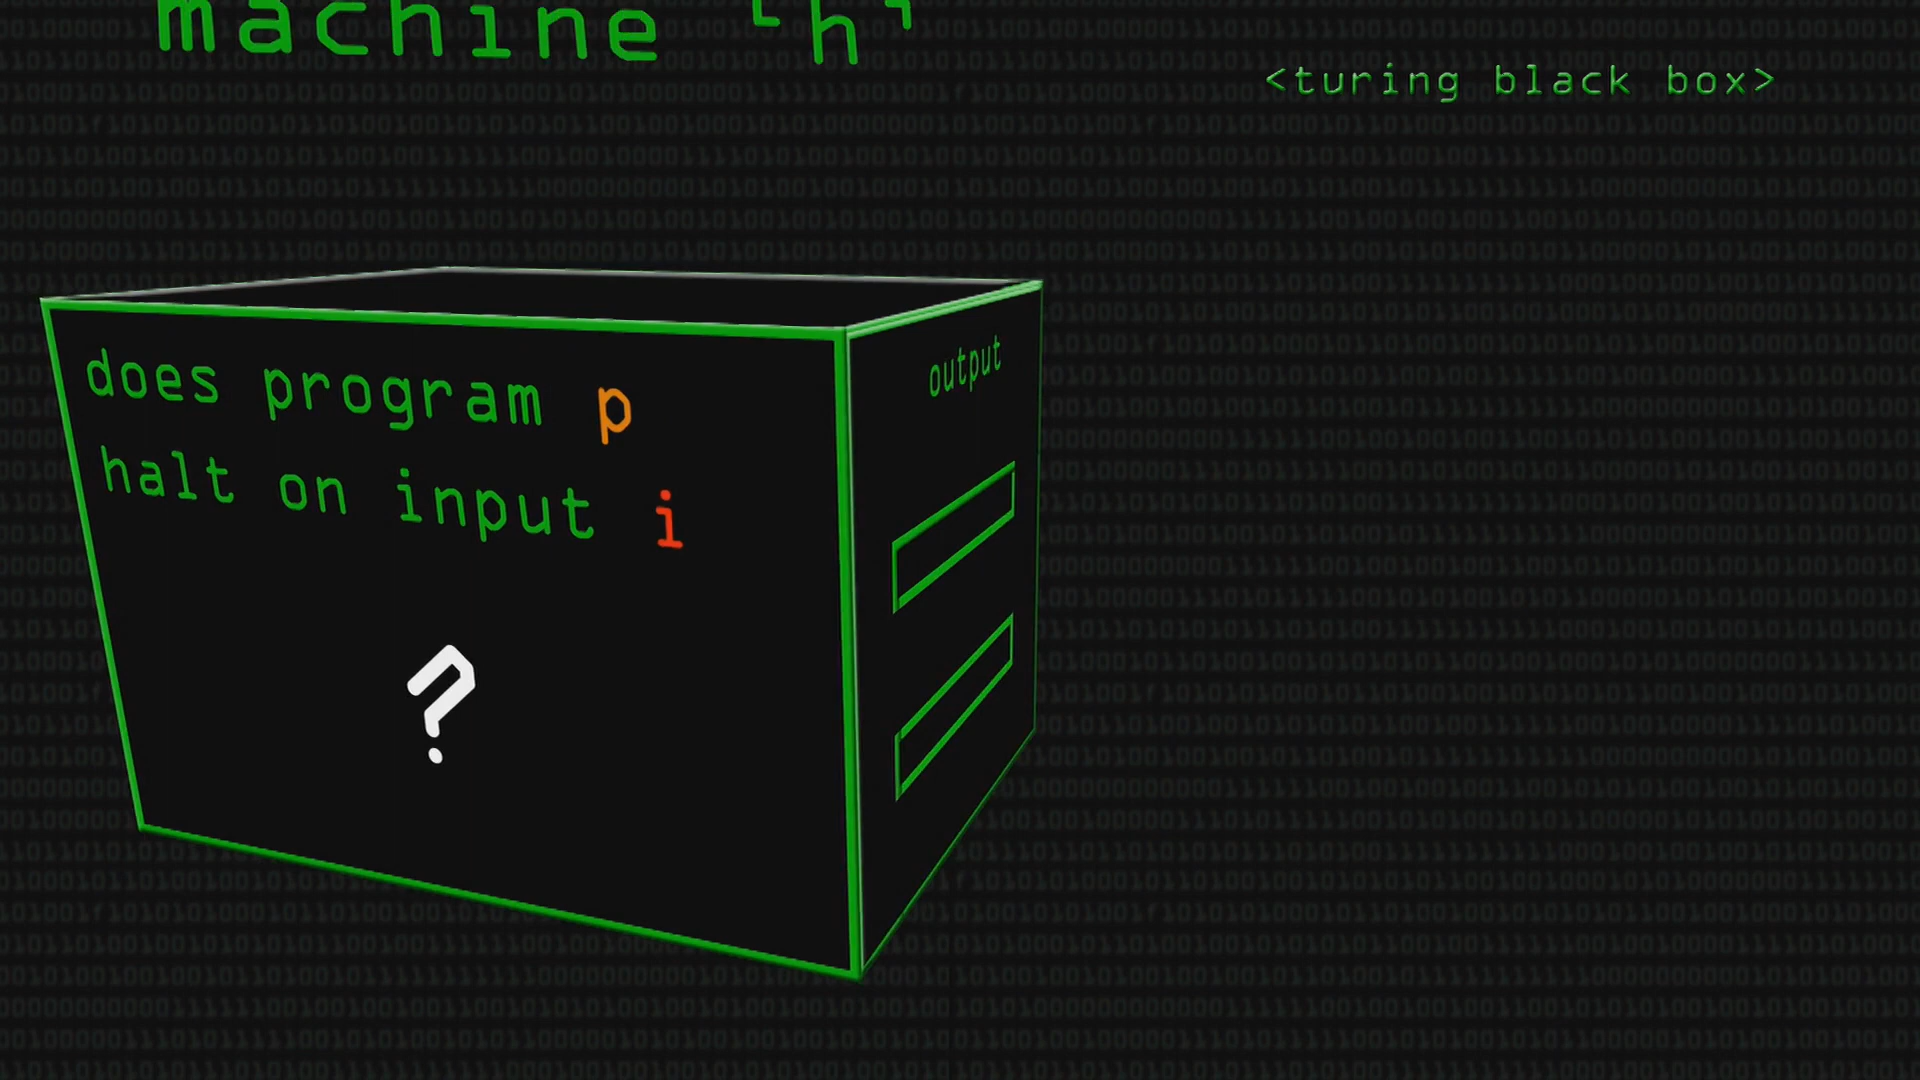 machine ⌞h⌝
<turing black box>
does program p
halt on input i
?
output